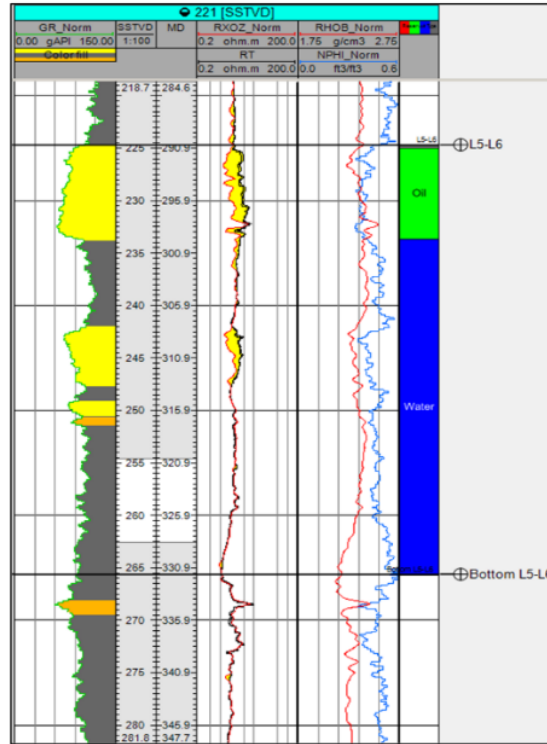 221 [SSTVD]
GR_Norm SSTVD MD RXOZ_Norm RHOB_Norm
0.00 gAPI 150.00 1:100 0.2 ohm.m 200.0 1.75 g/cm3 2.75
Color fill RT NPHI_Norm
0.2 ohm.m 200.0 0.0 ft3/ft3 0.6
218.7 284.6
L5-L6
225 290.9 L5-L6
Oil
230 295.9
235 300.9
240 305.9
245 310.9
250 315.9
Water
255 320.9
260 325.9
265 330.9
Bottom L5-L6
270 335.9
275 340.9
280 345.9
281.8 347.7